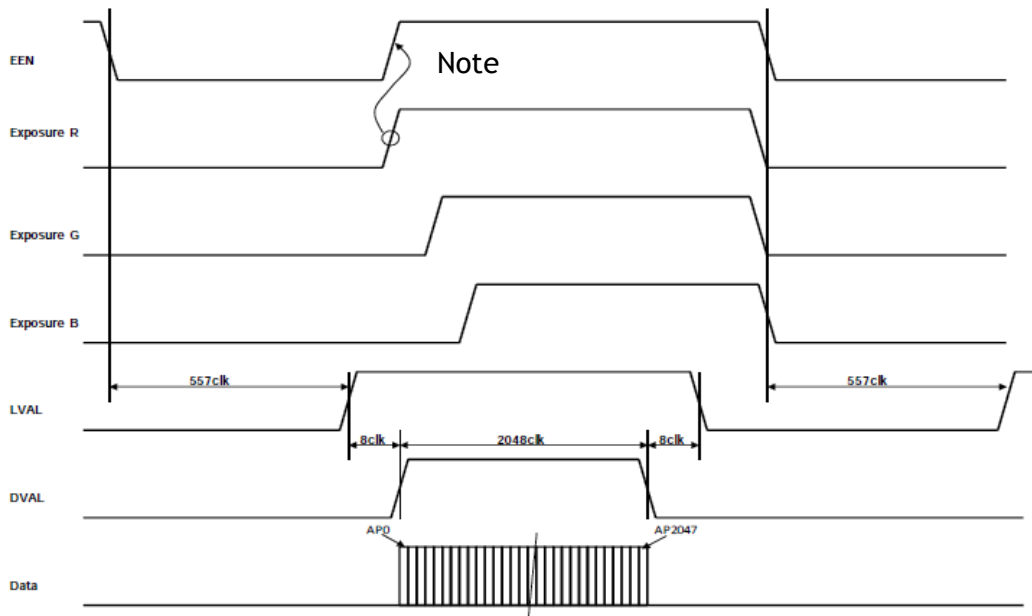 EEN
Note
Exposure R
Exposure G
Exposure B
557clk
557clk
LVAL
8clk
2048clk
8clk
DVAL
AP0
AP2047
Data